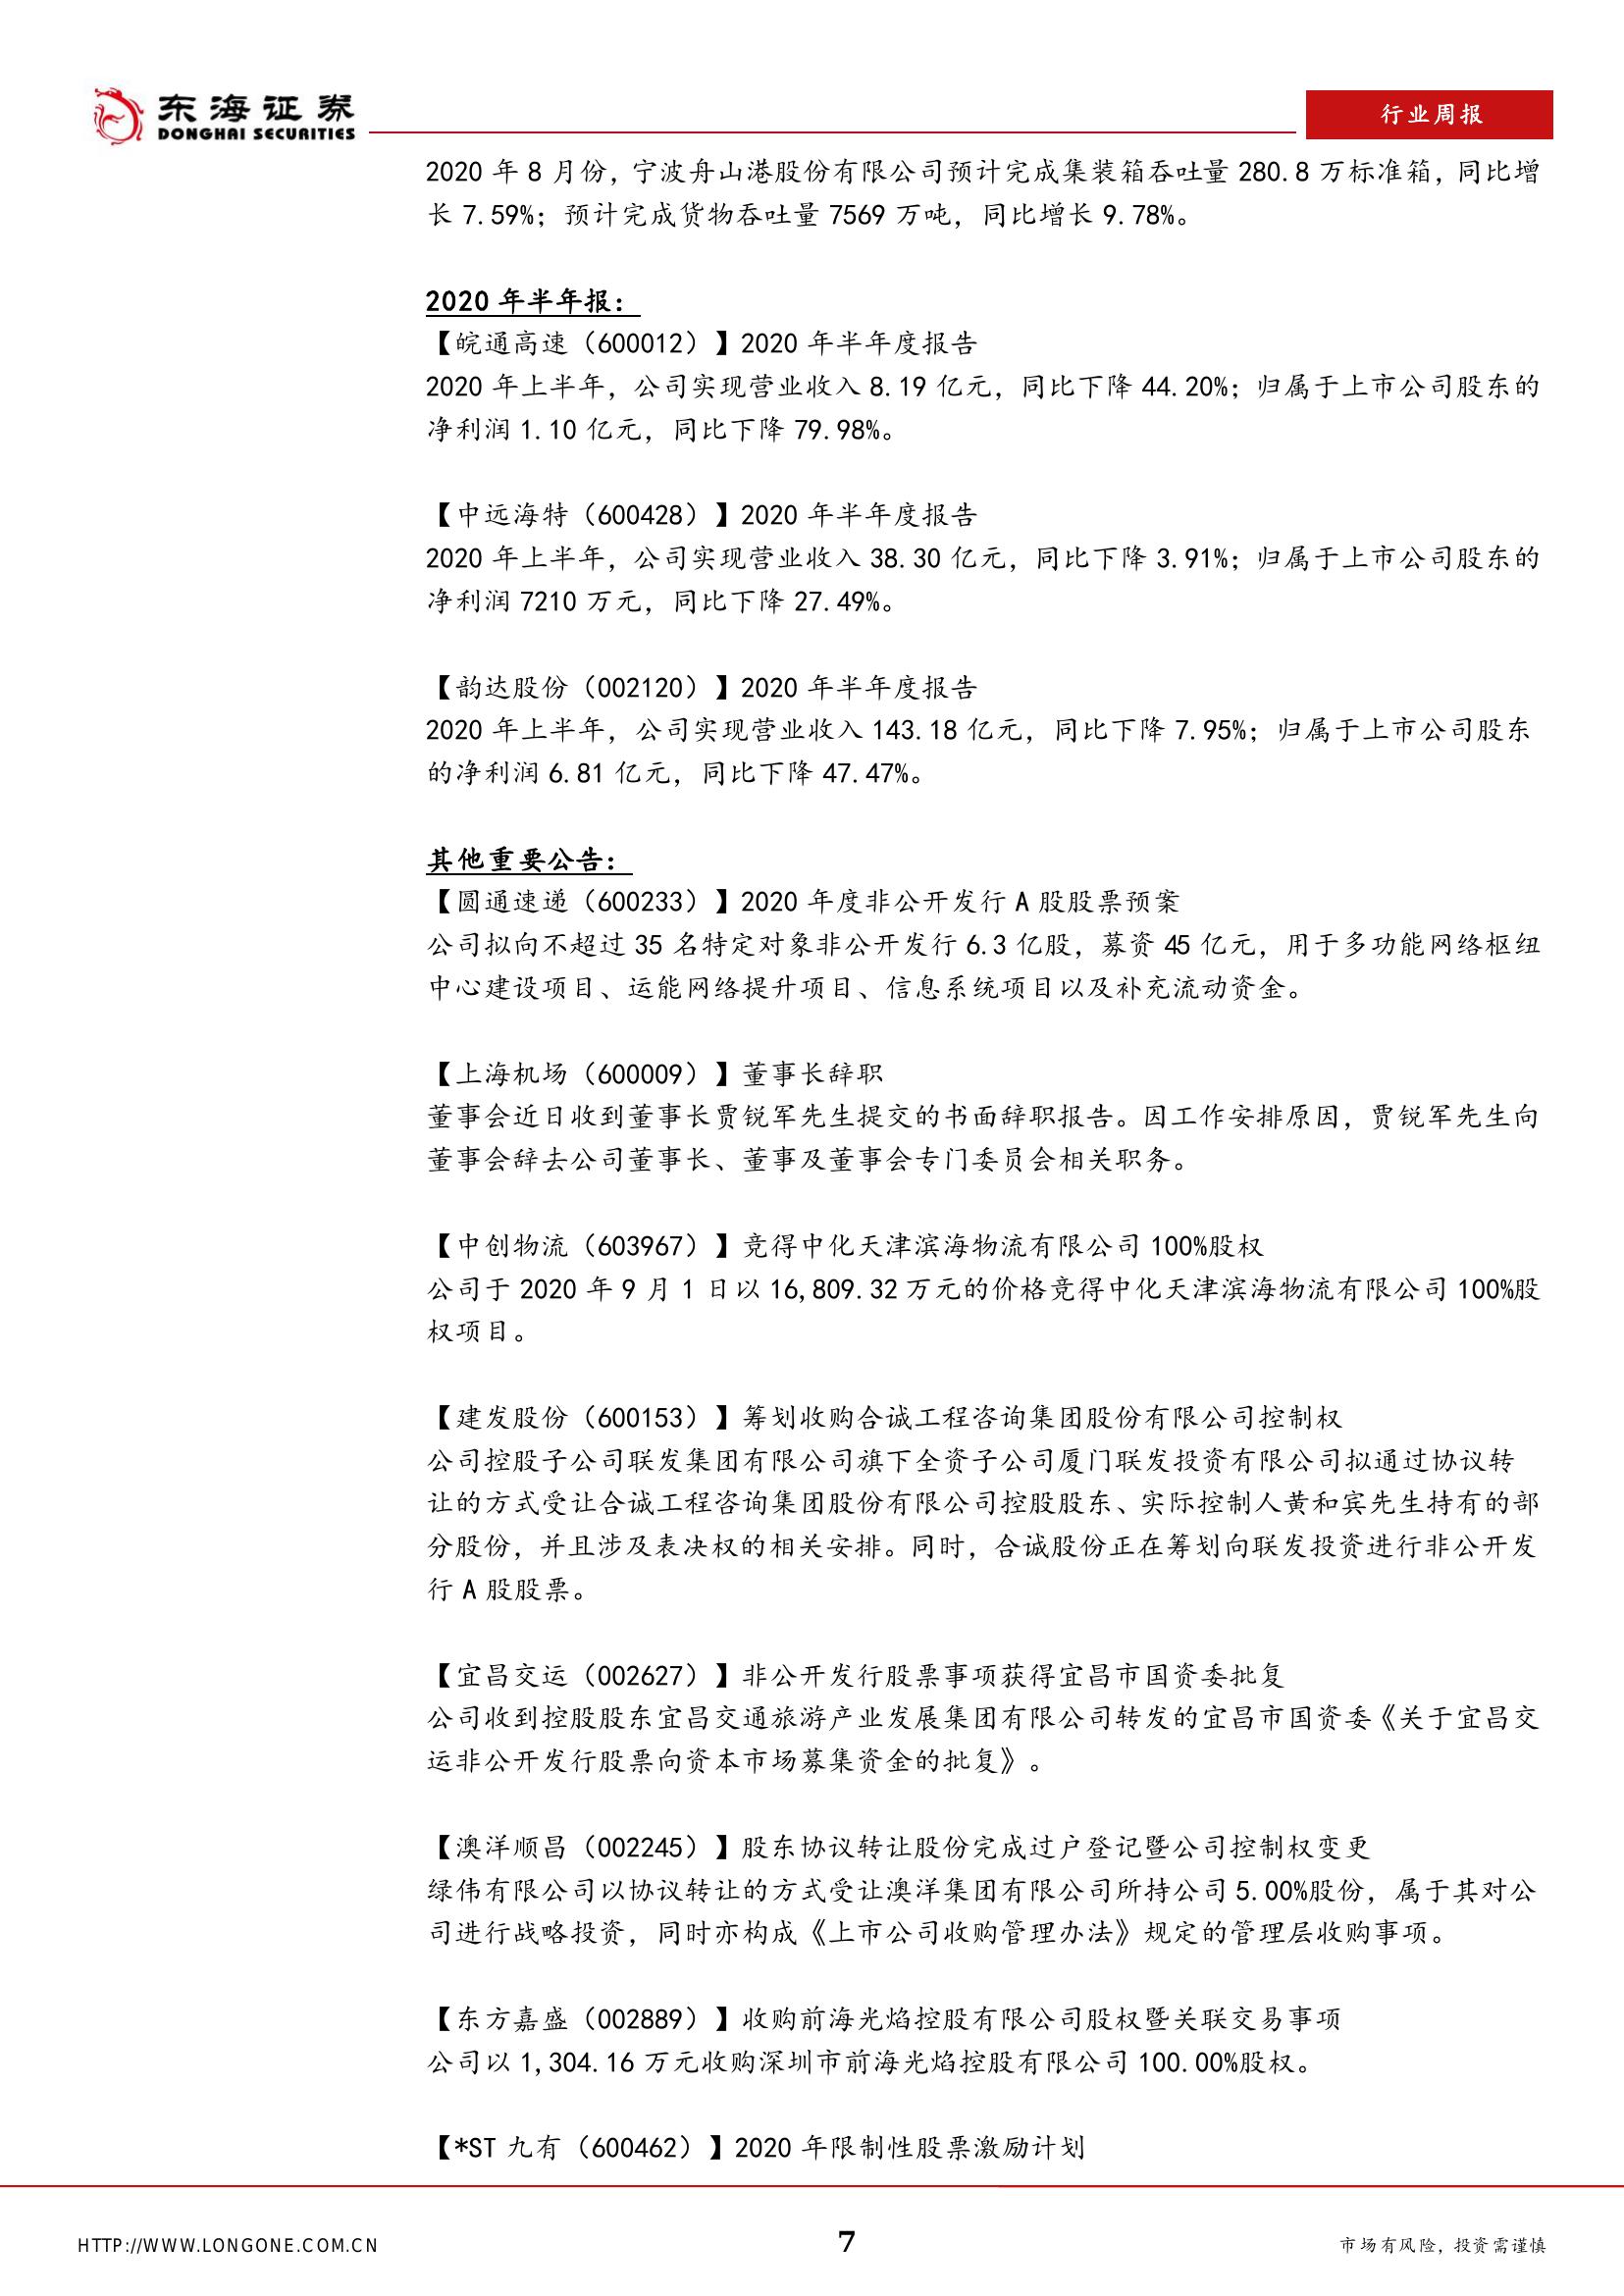 东海证券
DONGHAI SECURITIES
行业周报
2020 年 8 月份，宁波舟山港股份有限公司预计完成集装箱吞吐量 280.8 万标准箱，同比增
长 7.59%；预计完成货物吞吐量 7569 万吨，同比增长 9.78%。
2020 年半年报：
【皖通高速（600012）】2020 年半年度报告
2020 年上半年，公司实现营业收入 8.19 亿元，同比下降 44.20%；归属于上市公司股东的
净利润 1.10 亿元，同比下降 79.98%。
【中远海特（600428）】2020 年半年度报告
2020 年上半年，公司实现营业收入 38.30 亿元，同比下降 3.91%；归属于上市公司股东的
净利润 7210 万元，同比下降 27.49%。
【韵达股份（002120）】2020 年半年度报告
2020 年上半年，公司实现营业收入 143.18 亿元，同比下降 7.95%；归属于上市公司股东
的净利润 6.81 亿元，同比下降 47.47%。
其他重要公告：
【圆通速递（600233）】2020 年度非公开发行 A 股股票预案
公司拟向不超过 35 名特定对象非公开发行 6.3 亿股，募资 45 亿元，用于多功能网络枢纽
中心建设项目、运能网络提升项目、信息系统项目以及补充流动资金。
【上海机场（600009）】董事长辞职
董事会近日收到董事长贾锐军先生提交的书面辞职报告。因工作安排原因，贾锐军先生向
董事会辞去公司董事长、董事及董事会专门委员会相关职务。
【中创物流（603967）】竞得中化天津滨海物流有限公司 100%股权
公司于 2020 年 9 月 1 日以 16,809.32 万元的价格竞得中化天津滨海物流有限公司 100%股
权项目。
【建发股份（600153）】筹划收购合诚工程咨询集团股份有限公司控制权
公司控股子公司联发集团有限公司旗下全资子公司厦门联发投资有限公司拟通过协议转
让的方式受让合诚工程咨询集团股份有限公司控股股东、实际控制人黄和宾先生持有的部
分股份，并且涉及表决权的相关安排。同时，合诚股份正在筹划向联发投资进行非公开发
行 A 股股票。
【宜昌交运（002627）】非公开发行股票事项获得宜昌市国资委批复
公司收到控股股东宜昌交通旅游产业发展集团有限公司转发的宜昌市国资委《关于宜昌交
运非公开发行股票向资本市场募集资金的批复》。
【澳洋顺昌（002245）】股东协议转让股份完成过户登记暨公司控制权变更
绿伟有限公司以协议转让的方式受让澳洋集团有限公司所持公司 5.00%股份，属于其对公
司进行战略投资，同时亦构成《上市公司收购管理办法》规定的管理层收购事项。
【东方嘉盛（002889）】收购前海光焰控股有限公司股权暨关联交易事项
公司以 1,304.16 万元收购深圳市前海光焰控股有限公司 100.00%股权。
【*ST 九有（600462）】2020 年限制性股票激励计划
HTTP://WWW.LONGONE.COM.CN
7
市场有风险，投资需谨慎